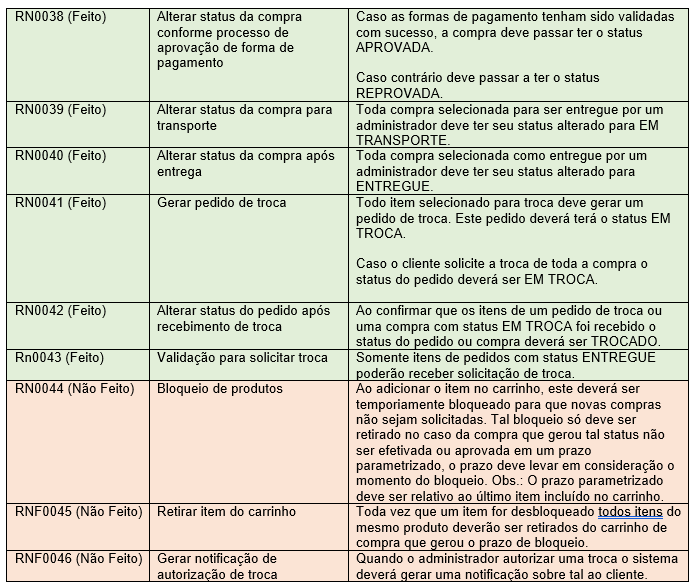 RN0038 (Feito)
Alterar status da compra
conforme processo de
aprovação de forma de
pagamento
Caso as formas de pagamento tenham sido validadas
com sucesso, a compra deve passar ter o status
APROVADA.
Caso contrário deve passar a ter o status
REPROVADA.
RN0039 (Feito)
Alterar status da compra para
transporte
Toda compra selecionada para ser entregue por um
administrador deve ter seu status alterado para EM
TRANSPORTE.
RN0040 (Feito)
Alterar status da compra após
entrega
Toda compra selecionada como entregue por um
administrador deve ter seu status alterado para
ENTREGUE.
RN0041 (Feito)
Gerar pedido de troca
Todo item selecionado para troca deve gerar um
pedido de troca. Este pedido deverá terá o status EM
TROCA.
Caso o cliente solicite a troca de toda a compra o
status do pedido deverá ser EM TROCA.
RN0042 (Feito)
Alterar status do pedido após
recebimento de troca
Ao confirmar que os itens de um pedido de troca ou
uma compra com status EM TROCA foi recebido o
status do pedido ou compra deverá ser TROCADO.
Rn0043 (Feito)
Validação para solicitar troca
Somente itens de pedidos com status ENTREGUE
poderão receber solicitação de troca.
RN0044 (Não Feito)
Bloqueio de produtos
Ao adicionar o item no carrinho, este deverá ser
temporiamente bloqueado para que novas compras
não sejam solicitadas. Tal bloqueio só deve ser
retirado no caso da compra que gerou tal status não
ser efetivada ou aprovada em um prazo
parametrizado, o prazo deve levar em consideração o
momento do bloqueio. Obs.: O prazo parametrizado
deve ser relativo ao último item incluído no carrinho.
RNF0045 (Não Feito)
Retirar item do carrinho
Toda vez que um item for desbloqueado todos itens do
mesmo produto deverão ser retirados do carrinho de
compra que gerou o prazo de bloqueio.
RNF0046 (Não Feito)
Gerar notificação de
autorização de troca
Quando o administrador autorizar uma troca o sistema
deverá gerar uma notificação sobre tal ao cliente.